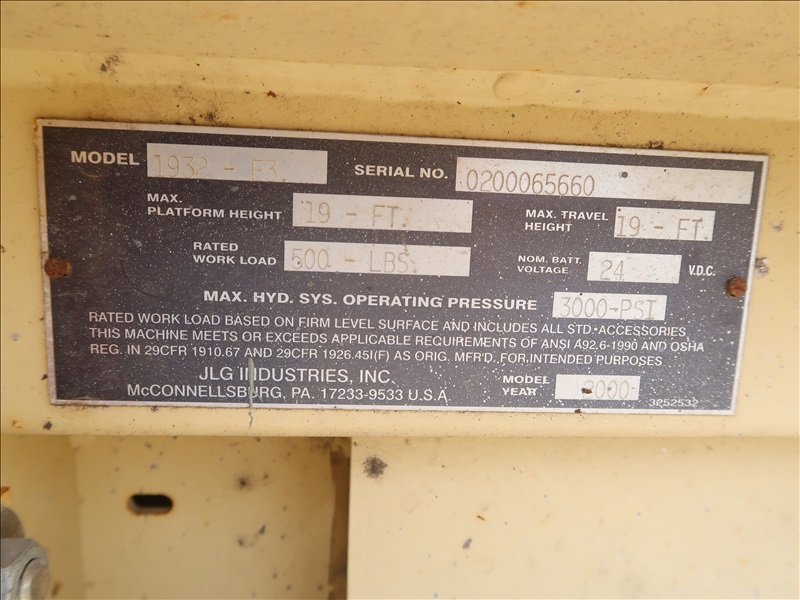 MODEL 1932 - E3.
SERIAL NO. 0200065660
MAX. PLATFORM HEIGHT 19 - FT.
MAX. TRAVEL HEIGHT 19 - FT.
RATED WORK LOAD 500 - LBS.
NOM. BATT. VOLTAGE 24 V.D.C.
MAX. HYD. SYS. OPERATING PRESSURE 3000-PSI
RATED WORK LOAD BASED ON FIRM LEVEL SURFACE AND INCLUDES ALL STD. ACCESSORIES.
THIS MACHINE MEETS OR EXCEEDS APPLICABLE REQUIREMENTS OF ANSI A92.6-1990 AND OSHA
REG. IN 29CFR 1910.67 AND 29CFR 1926.451(F) AS ORIG. MFR'D. FOR INTENDED PURPOSES
JLG INDUSTRIES, INC.
McCONNELLSBURG, PA. 17233-9533 U.S.A.
MODEL YEAR 2000
3252532